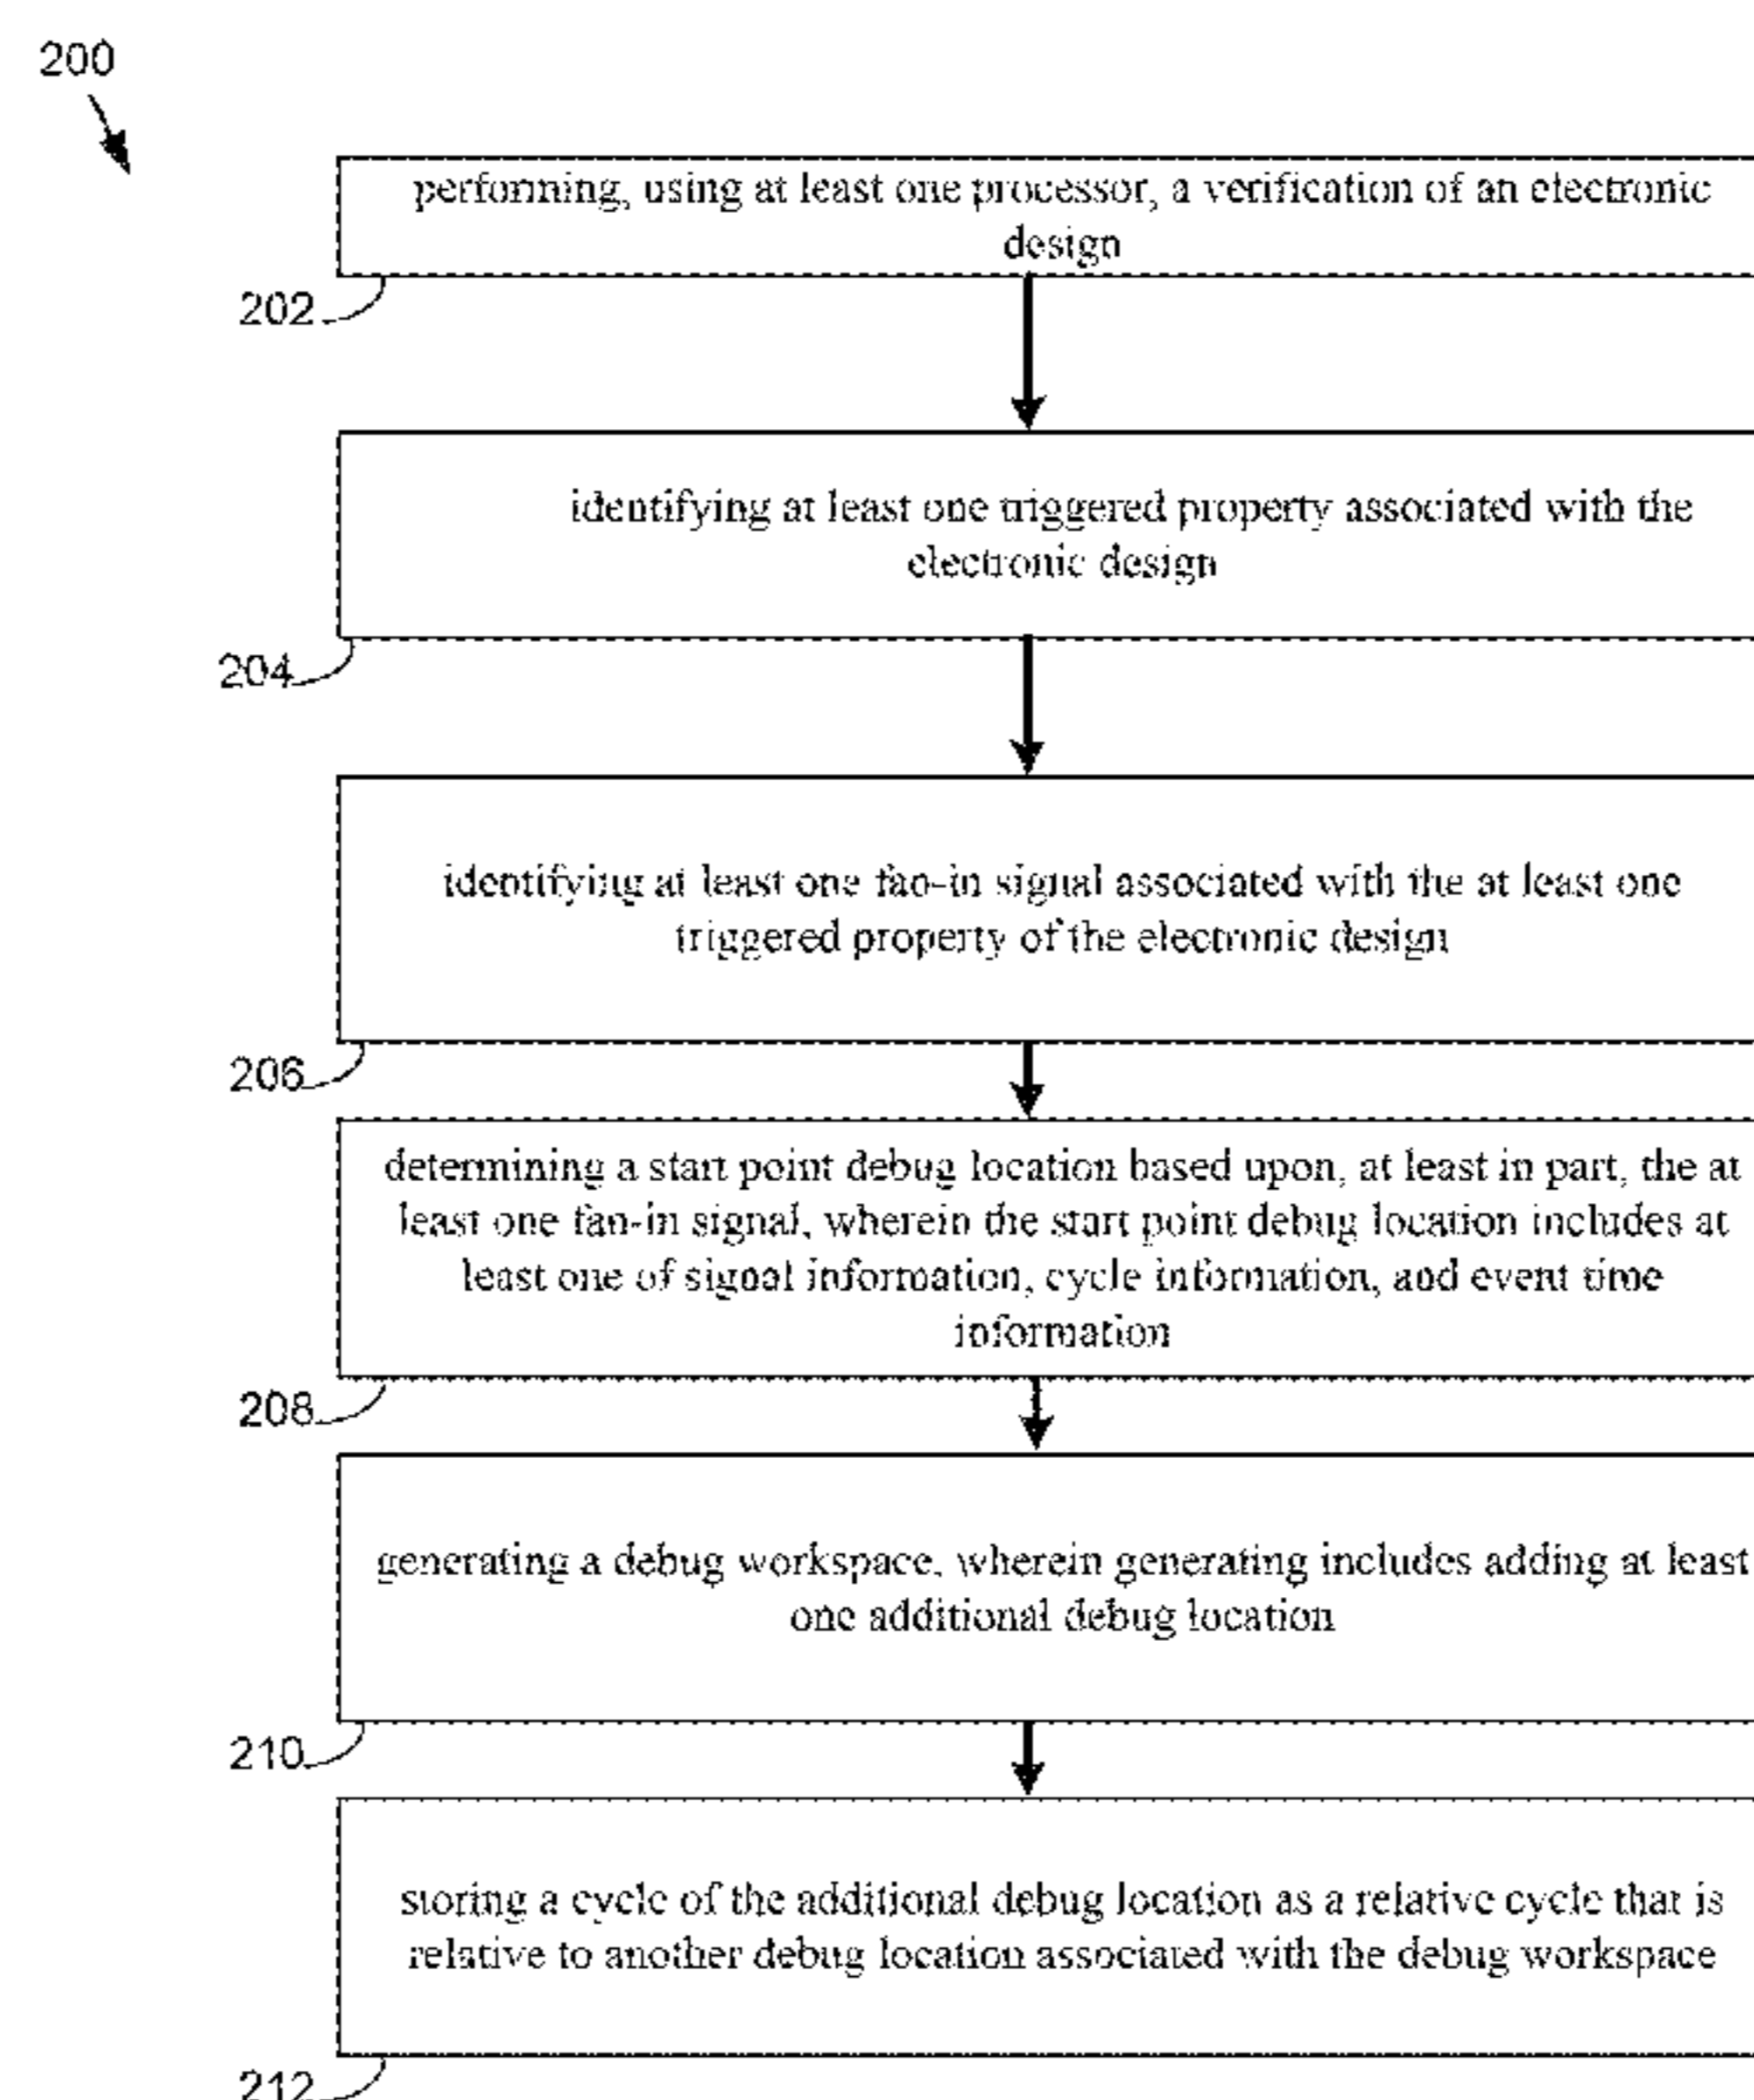 200
performing, using at least one processor, a verification of an electronic
design
202
identifying at least one triggered property associated with the
electronic design
204
identifying at least one fan-in signal associated with the at least one
triggered property of the electronic design
206
determining a start point debug location based upon, at least in part, the at
least one fan-in signal, wherein the start point debug location includes at
least one of signal information, cycle information, and event time
information
208
generating a debug workspace, wherein generating includes adding at least
one additional debug location
210
storing a cycle of the additional debug location as a relative cycle that is
relative to another debug location associated with the debug workspace
212